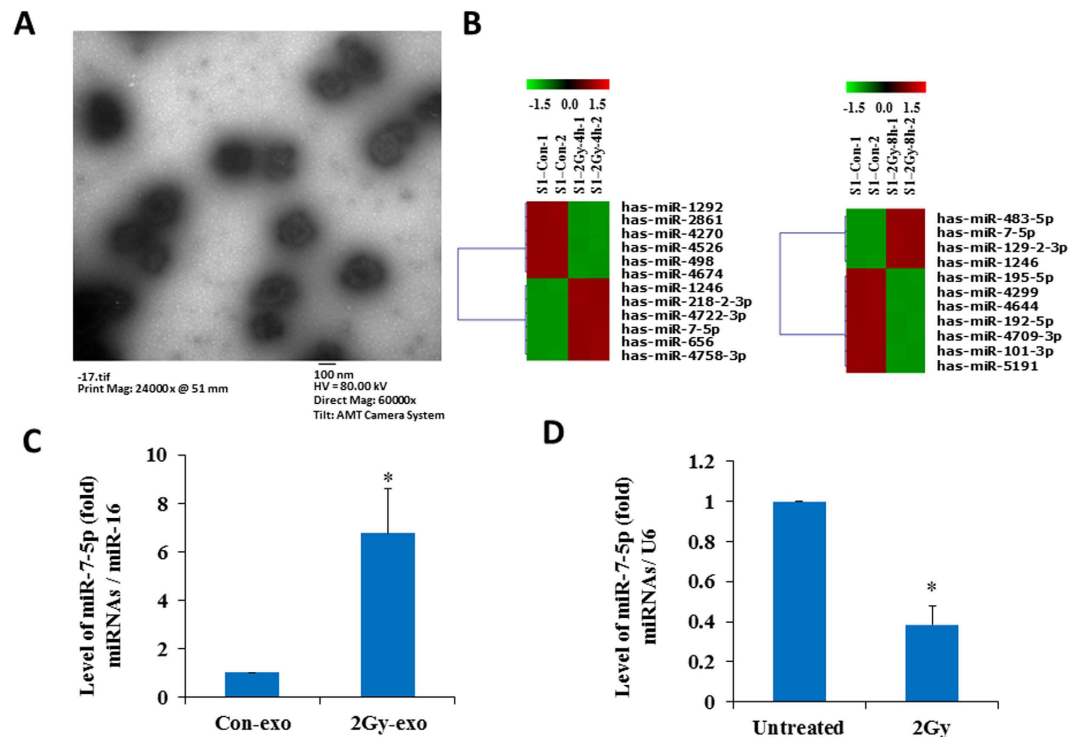 A
B
-17.tif
Print Mag: 24000x @ 51 mm
100 nm
HV = 80.00 kV
Direct Mag: 60000x
Tilt: AMT Camera System
-1.5 0.0 1.5
S1-Con-1
S1-Con-2
S1-2Gy-4h-1
S1-2Gy-4h-2
has-miR-1292
has-miR-2861
has-miR-4270
has-miR-4526
has-miR-498
has-miR-4674
has-miR-1246
has-miR-218-2-3p
has-miR-4722-3p
has-miR-7-5p
has-miR-656
has-miR-4758-3p
-1.5 0.0 1.5
S1-Con-1
S1-Con-2
S1-2Gy-8h-1
S1-2Gy-8h-2
has-miR-483-5p
has-miR-7-5p
has-miR-129-2-3p
has-miR-1246
has-miR-195-5p
has-miR-4299
has-miR-4644
has-miR-192-5p
has-miR-4709-3p
has-miR-101-3p
has-miR-5191
C
Level of miR-7-5p (fold)
miRNAs / miR-16
10
8
6
4
2
0
*
Con-exo 2Gy-exo
D
Level of miR-7-5p (fold)
miRNAs/ U6
1.2
1
0.8
0.6
0.4
0.2
0
*
Untreated 2Gy